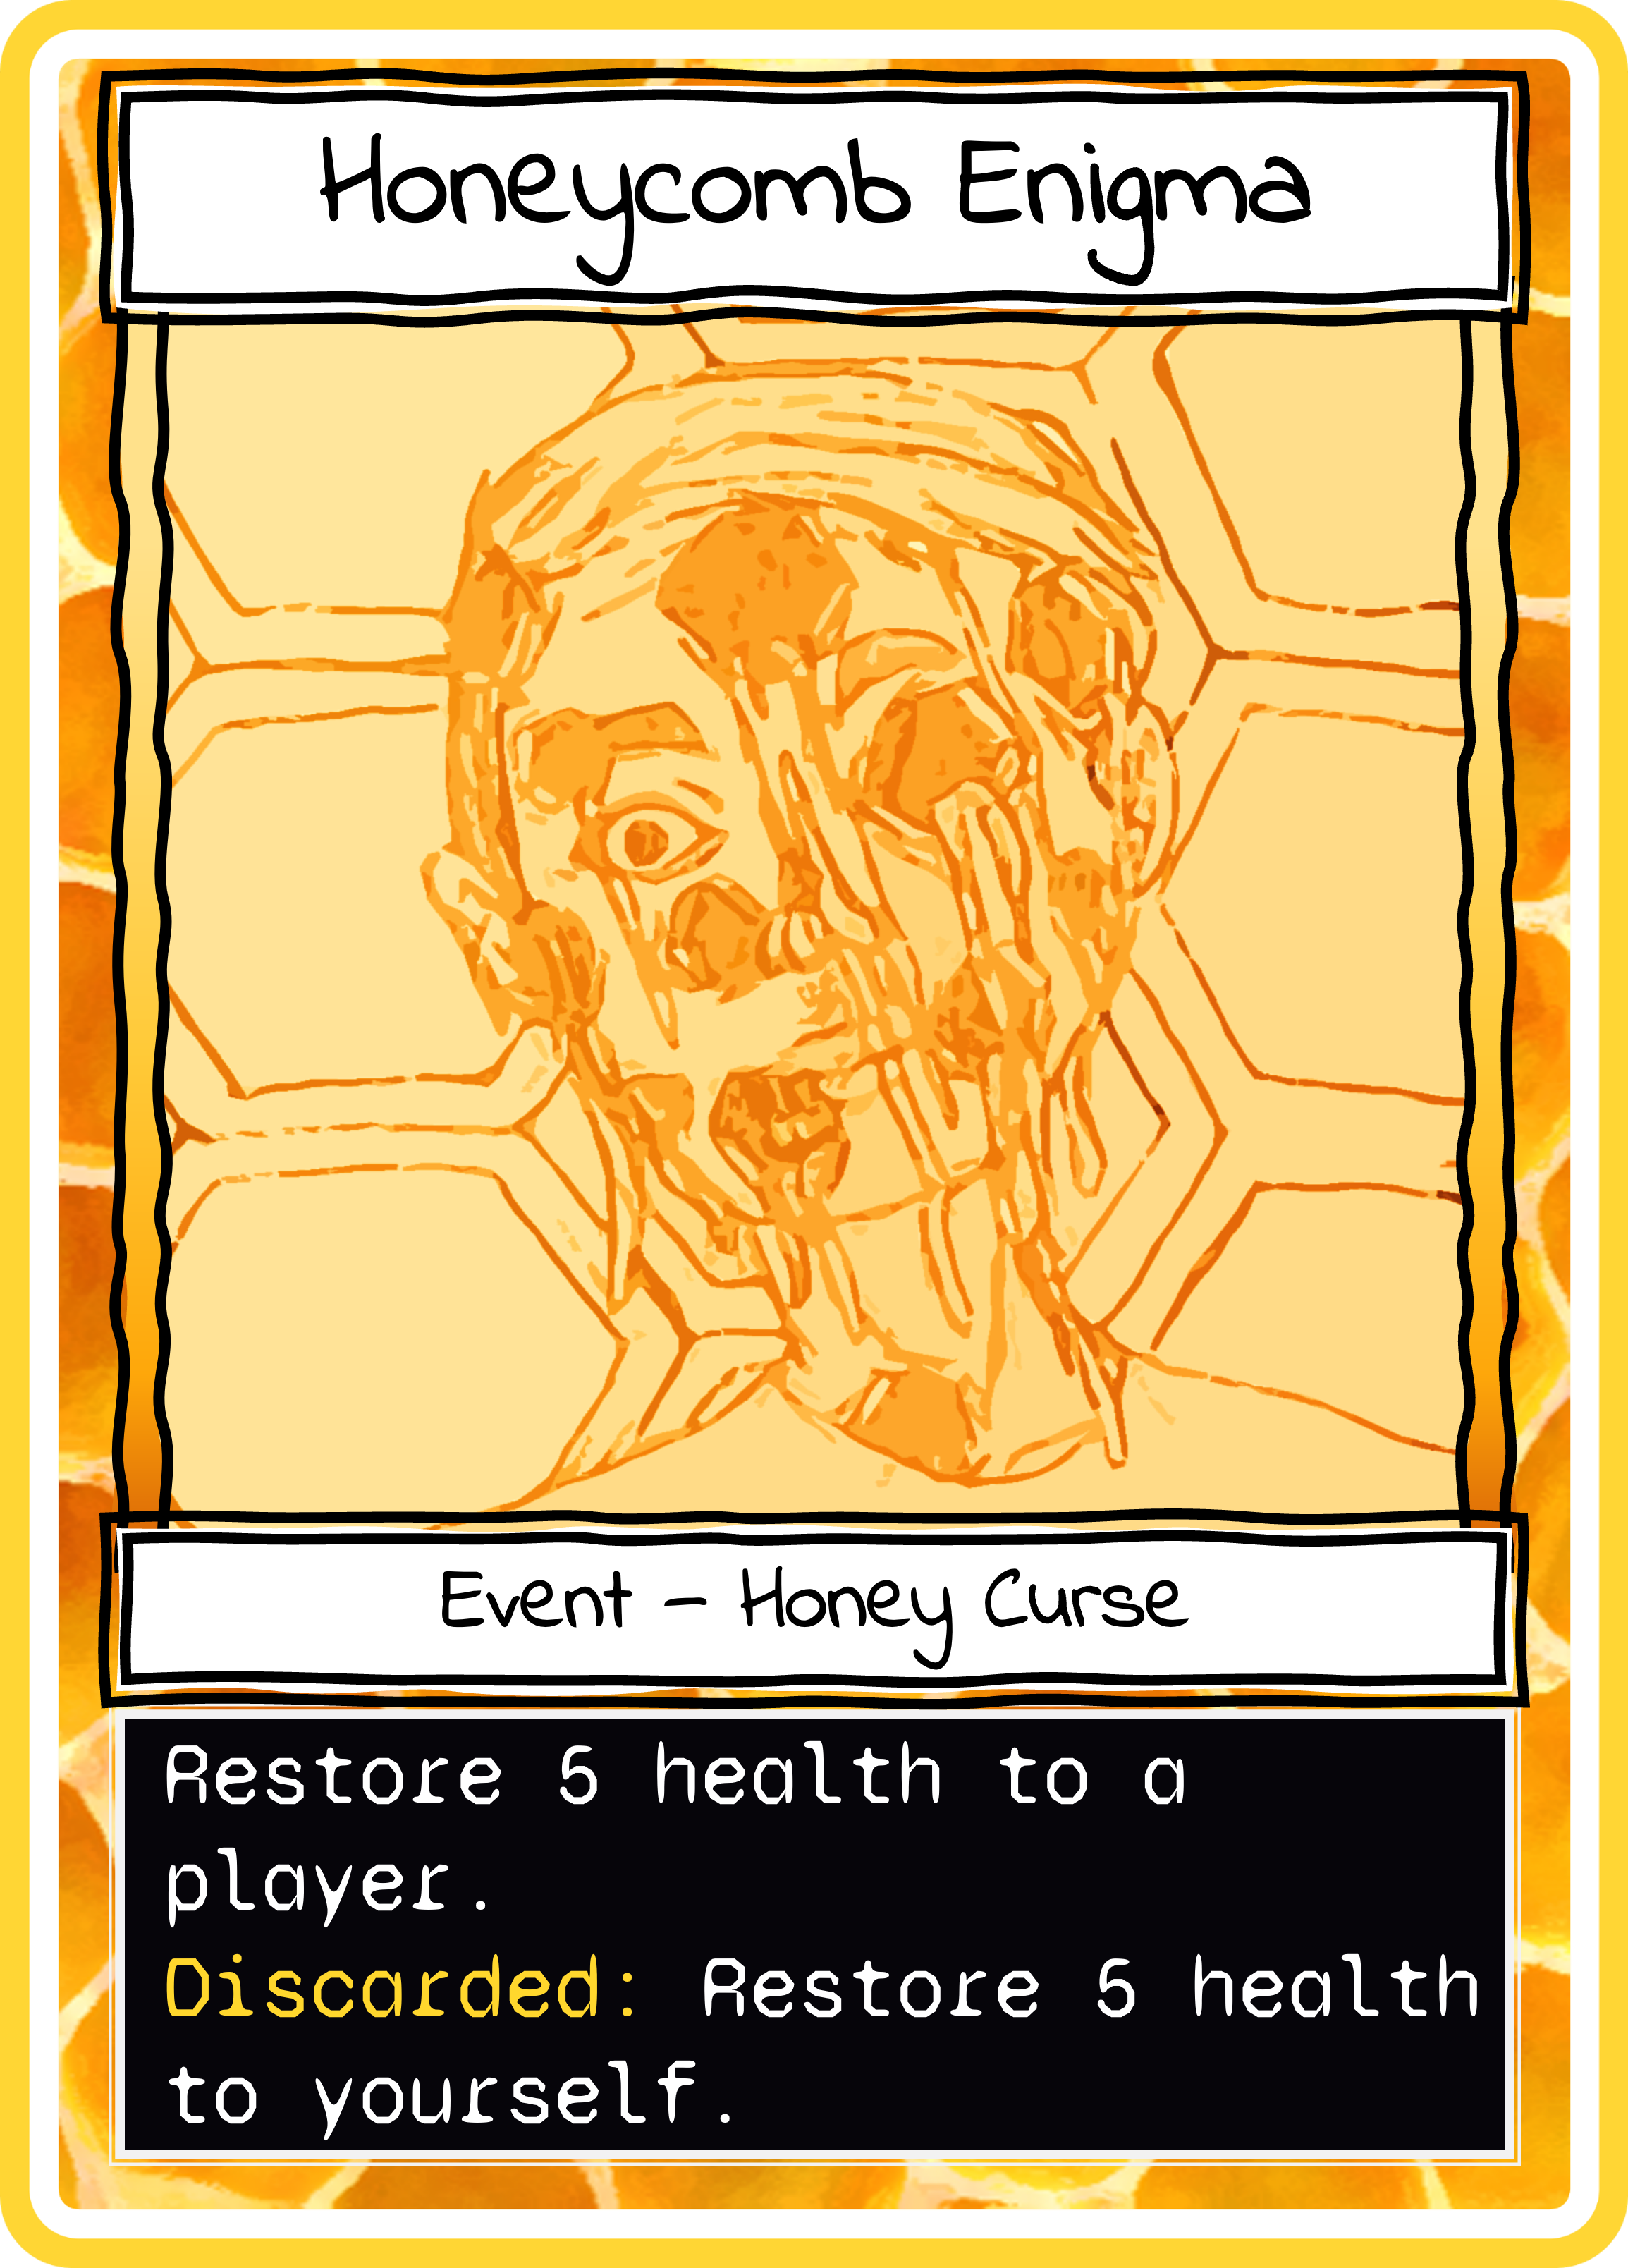 Honeycomb Enigma
Event – Honey Curse
Restore 5 health to a
player.
Discarded: Restore 5 health
to yourself.